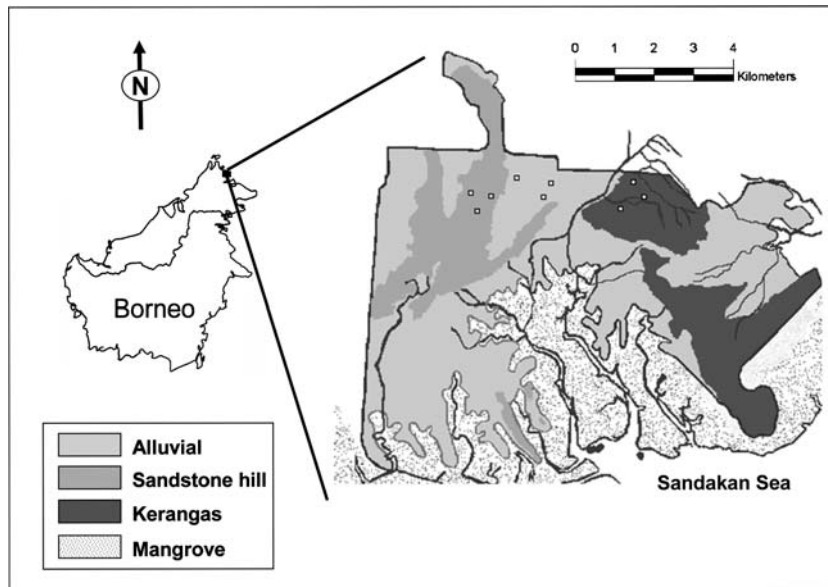 N
0 1 2 3 4
Kilometers
Borneo
Alluvial
Sandstone hill
Kerangas
Mangrove
Sandakan Sea